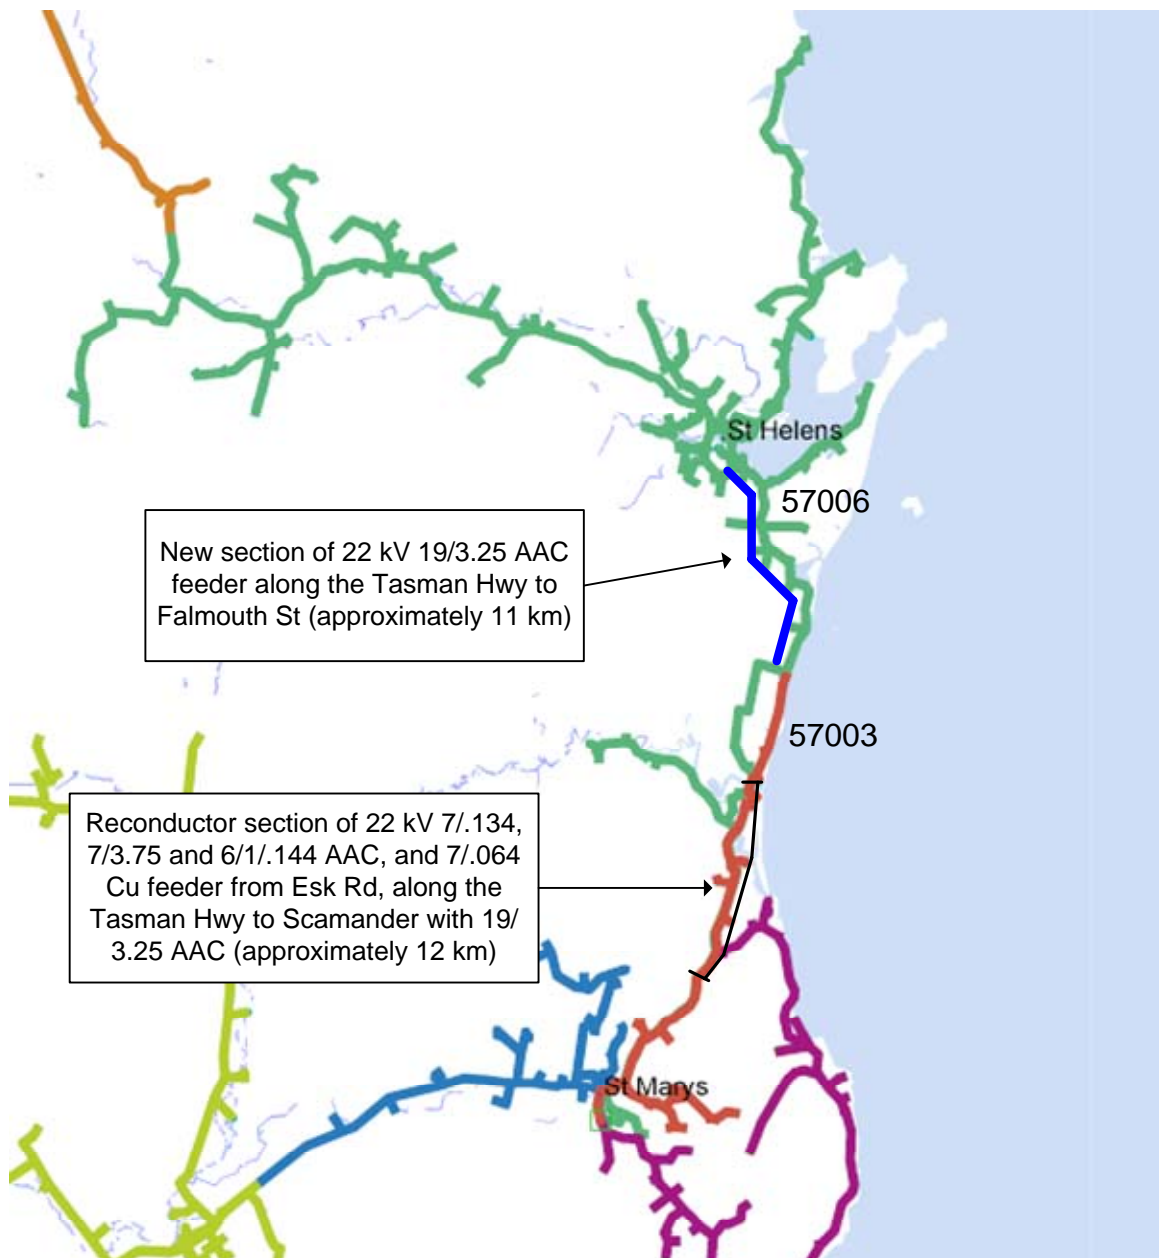 St Helens
57006
New section of 22 kV 19/3.25 AAC
feeder along the Tasman Hwy to
Falmouth St (approximately 11 km)
57003
Reconductor section of 22 kV 7/.134,
7/3.75 and 6/1/.144 AAC, and 7/.064
Cu feeder from Esk Rd, along the
Tasman Hwy to Scamander with 19/
3.25 AAC (approximately 12 km)
St Marys